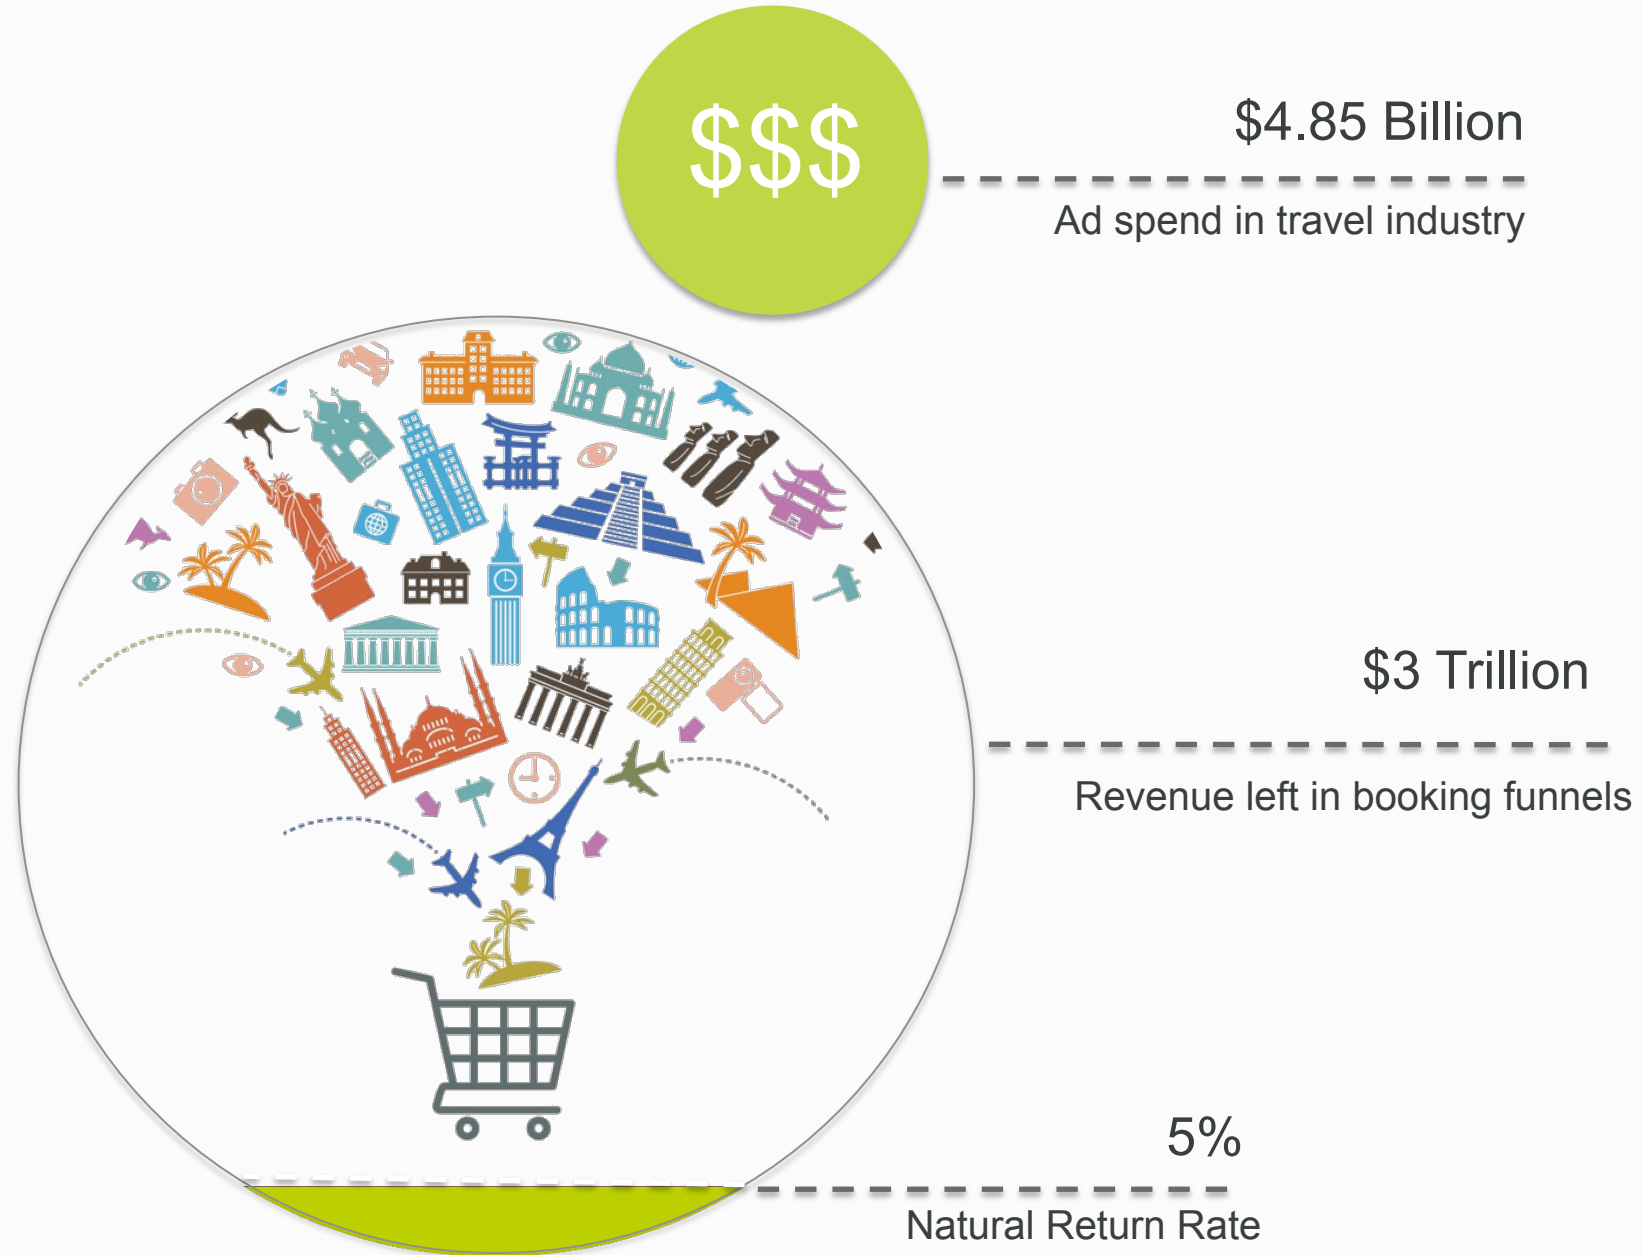 $$$
$4.85 Billion
Ad spend in travel industry
$3 Trillion
Revenue left in booking funnels
5%
Natural Return Rate